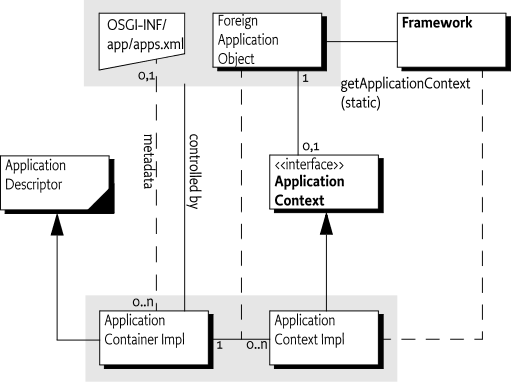 OSGI-INF/
app/apps.xml
Foreign
Application
Object
Framework
0,1
1
getApplicationContext
(static)
metadata
controlled by
0,1
<<interface>>
Application
Context
Application
Descriptor
0..n
Application
Container Impl
1
0..n
Application
Context Impl